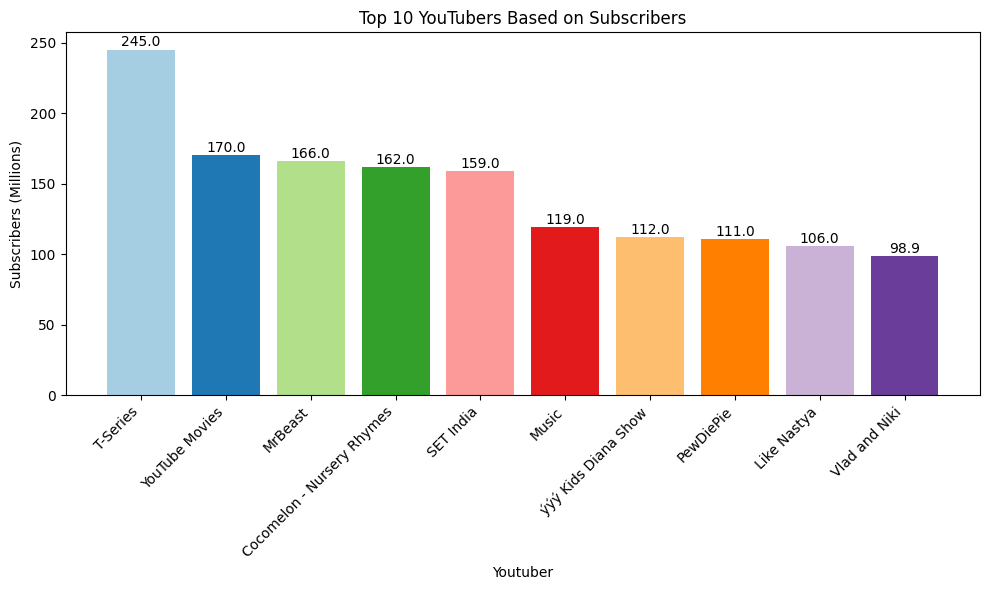 Top 10 YouTubers Based on Subscribers
Subscribers (Millions)
250
200
150
100
50
0
245.0
170.0
166.0
162.0
159.0
119.0
112.0
111.0
106.0
98.9
T-Series
YouTube Movies
MrBeast
Cocomelon - Nursery Rhymes
SET India
Music
ýýý Kids Diana Show
PewDiePie
Like Nastya
Vlad and Niki
Youtuber